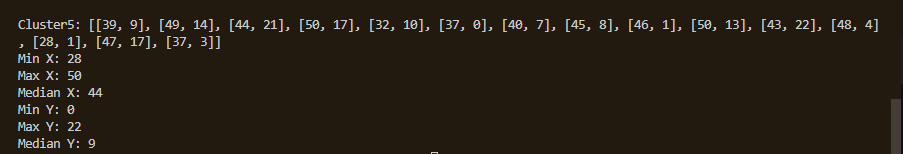 Cluster5: [[39, 9], [49, 14], [44, 21], [50, 17], [32, 10], [37, 0], [40, 7], [45, 8], [46, 1], [50, 13], [43, 22], [48, 4]
, [28, 1], [47, 17], [37, 3]]
Min X: 28
Max X: 50
Median X: 44
Min Y: 0
Max Y: 22
Median Y: 9